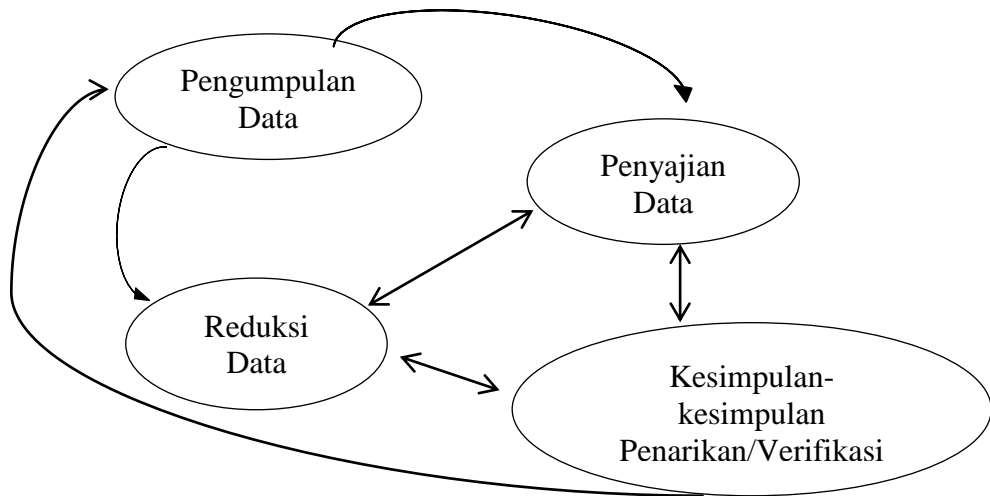 Pengumpulan
Data
Penyajian
Data
Reduksi
Data
Kesimpulan-
kesimpulan
Penarikan/Verifikasi